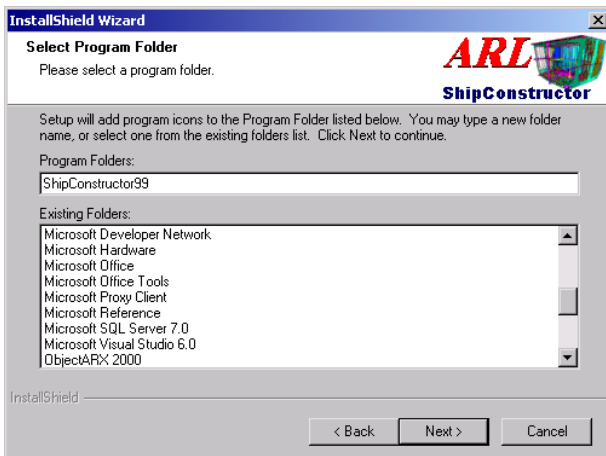 InstallShield Wizard
Select Program Folder
Please select a program folder.
ARL
ShipConstructor
Setup will add program icons to the Program Folder listed below. You may type a new folder
name, or select one from the existing folders list. Click Next to continue.
Program Folders:
ShipConstructor99
Existing Folders:
Microsoft Developer Network
Microsoft Hardware
Microsoft Office
Microsoft Office Tools
Microsoft Proxy Client
Microsoft Reference
Microsoft SQL Server 7.0
Microsoft Visual Studio 6.0
ObjectARX 2000
InstallShield
< Back
Next >
Cancel